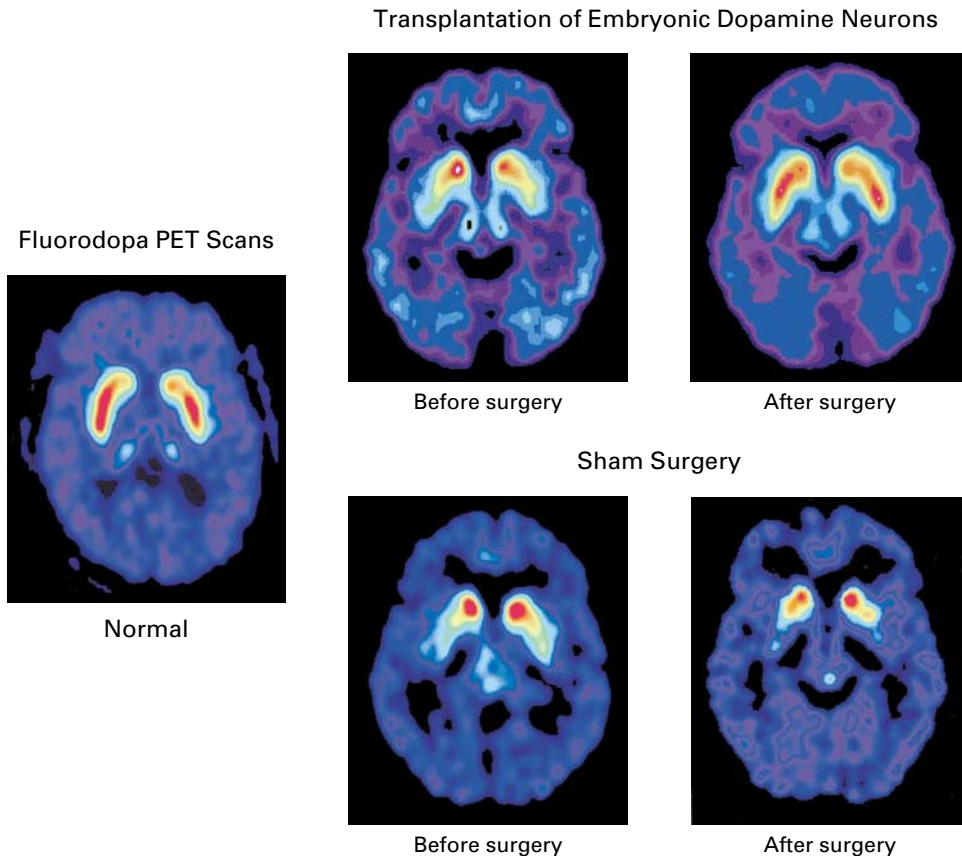 Transplantation of Embryonic Dopamine Neurons
Before surgery
After surgery
Fluorodopa PET Scans
Normal
Sham Surgery
Before surgery
After surgery